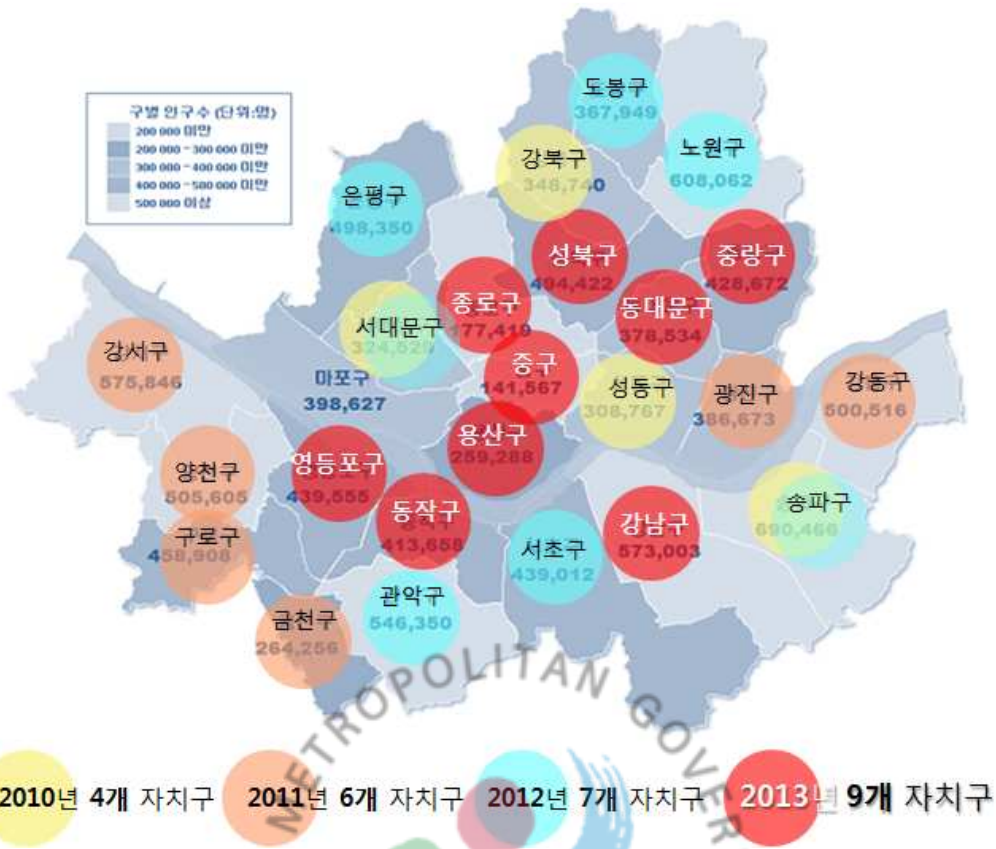 구별 인구수 (단위:명)
200 000 미만
200 000 ~ 300 000 미만
300 000 ~ 400 000 미만
400 000 ~ 500 000 미만
500 000 이상
도봉구
367,949
강북구
348,740
노원구
608,062
은평구
498,350
성북구
494,422
중랑구
428,672
종로구
177,419
동대문구
378,534
서대문구
324,529
강서구
575,846
마포구
398,627
중구
141,567
성동구
308,767
광진구
386,673
강동구
500,516
용산구
259,288
양천구
505,605
영등포구
439,555
동작구
413,658
강남구
573,003
송파구
690,466
구로구
458,908
서초구
439,012
관악구
546,350
금천구
264,256
METROPOLITAN GOVER
2010년 4개 자치구
2011년 6개 자치구
2012년 7개 자치구
2013년 9개 자치구